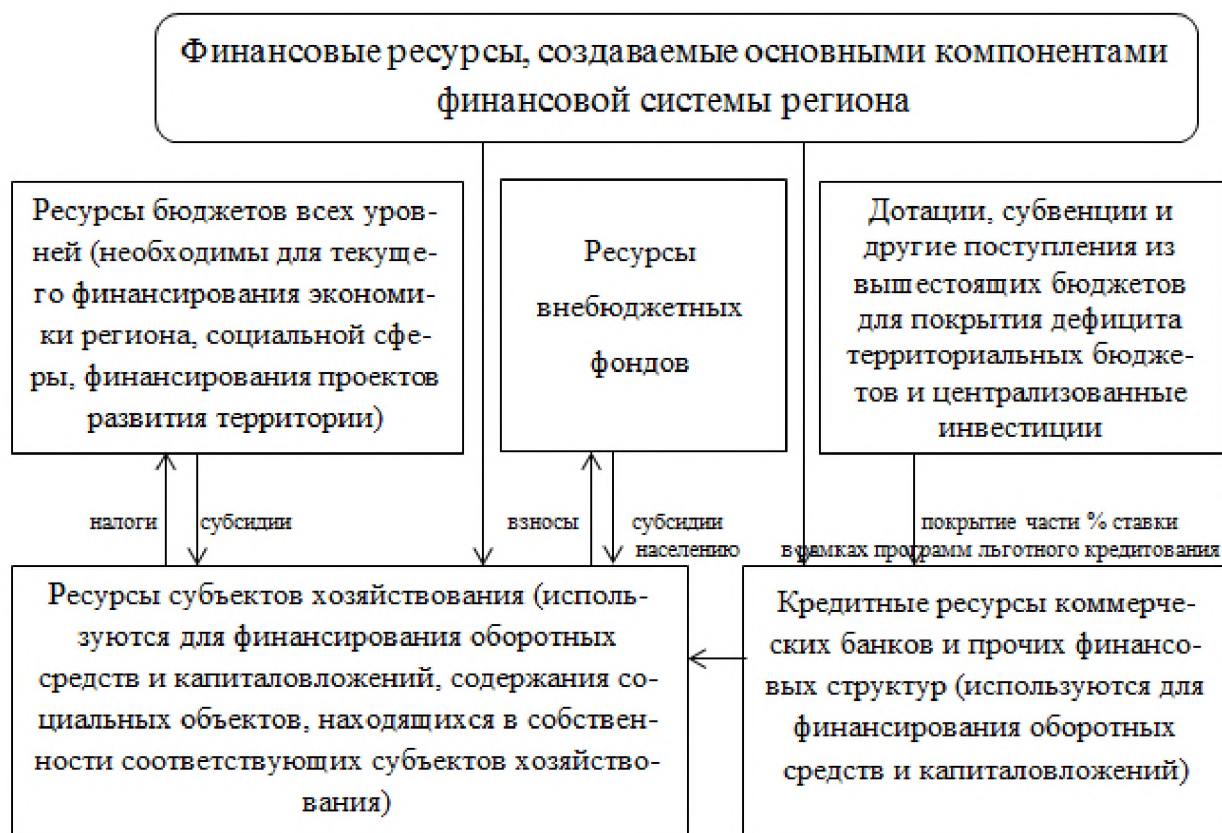 Финансовые ресурсы, создаваемые основными компонентами
финансовой системы региона
Ресурсы бюджетов всех уров-
ней (необходимы для текуще-
го финансирования экономи-
ки региона, социальной сфе-
ры, финансирования проектов
развития территории)
Ресурсы
внебюджетных
фондов
Дотации, субвенции и
другие поступления из
вышестоящих бюджетов
для покрытия дефицита
территориальных бюдже-
тов и централизованные
инвестиции
налоги
субсидии
взносы
субсидии
населению
покрытие части % ставки
в рамках программ льготного кредитования
Ресурсы субъектов хозяйствования (исполь-
зуются для финансирования оборотных
средств и капиталовложений, содержания со-
циальных объектов, находящихся в собствен-
ности соответствующих субъектов хозяйство-
вания)
Кредитные ресурсы коммерче-
ских банков и прочих финансо-
вых структур (используются для
финансирования оборотных
средств и капиталовложений)